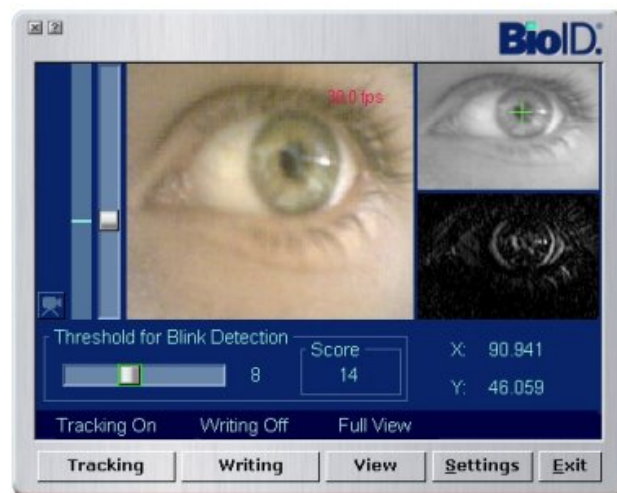 BioID.
30.0 fps
Threshold for Blink Detection
8
Score
14
X: 90.941
Y: 46.059
Tracking On Writing Off Full View
Tracking Writing View Settings Exit